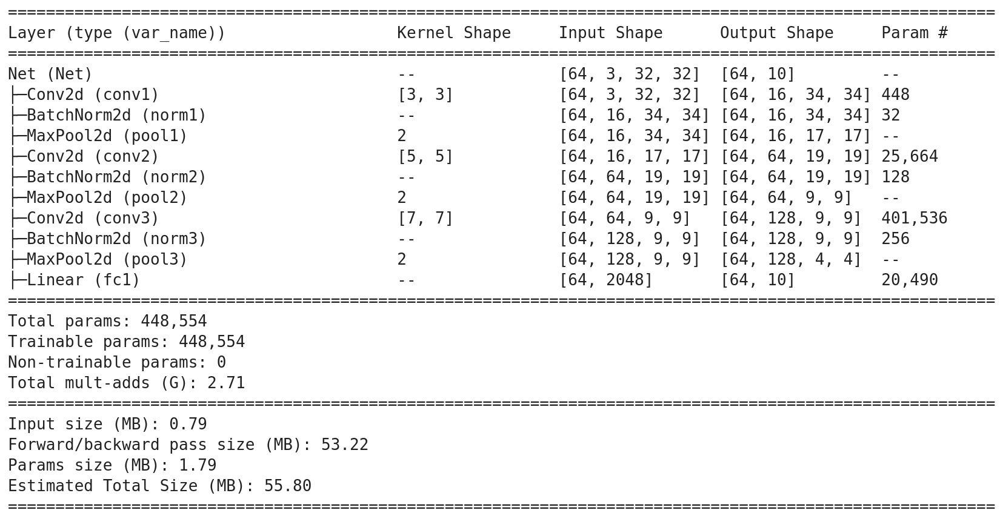 ========================================================================================================
Layer (type (var_name))                  Kernel Shape     Input Shape      Output Shape     Param #
========================================================================================================
Net (Net)                                --               [64, 3, 32, 32]  [64, 10]         --
├─Conv2d (conv1)                         [3, 3]           [64, 3, 32, 32]  [64, 16, 34, 34] 448
├─BatchNorm2d (norm1)                    --               [64, 16, 34, 34] [64, 16, 34, 34] 32
├─MaxPool2d (pool1)                      2                [64, 16, 34, 34] [64, 16, 17, 17] --
├─Conv2d (conv2)                         [5, 5]           [64, 16, 17, 17] [64, 64, 19, 19] 25,664
├─BatchNorm2d (norm2)                    --               [64, 64, 19, 19] [64, 64, 19, 19] 128
├─MaxPool2d (pool2)                      2                [64, 64, 19, 19] [64, 64, 9, 9]   --
├─Conv2d (conv3)                         [7, 7]           [64, 64, 9, 9]   [64, 128, 9, 9]  401,536
├─BatchNorm2d (norm3)                    --               [64, 128, 9, 9]  [64, 128, 9, 9]  256
├─MaxPool2d (pool3)                      2                [64, 128, 9, 9]  [64, 128, 4, 4]  --
├─Linear (fc1)                           --               [64, 2048]       [64, 10]         20,490
========================================================================================================
Total params: 448,554
Trainable params: 448,554
Non-trainable params: 0
Total mult-adds (G): 2.71
========================================================================================================
Input size (MB): 0.79
Forward/backward pass size (MB): 53.22
Params size (MB): 1.79
Estimated Total Size (MB): 55.80
========================================================================================================